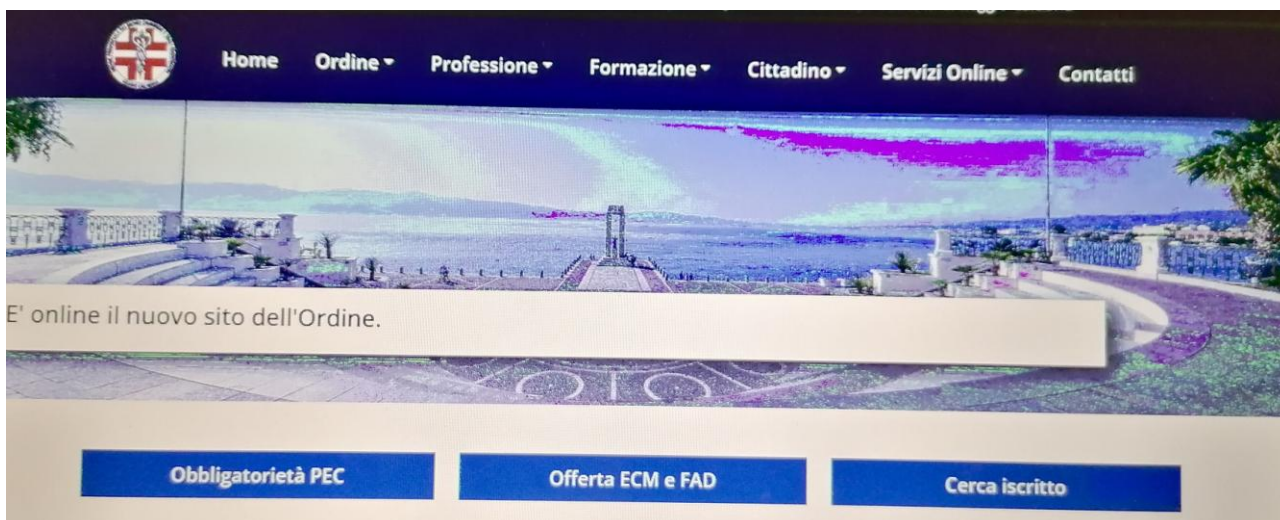 Home Ordine Professione Formazione Cittadino Servizi Online Contatti
E' online il nuovo sito dell'Ordine.
Obbligatorietà PEC Offerta ECM e FAD Cerca iscritto